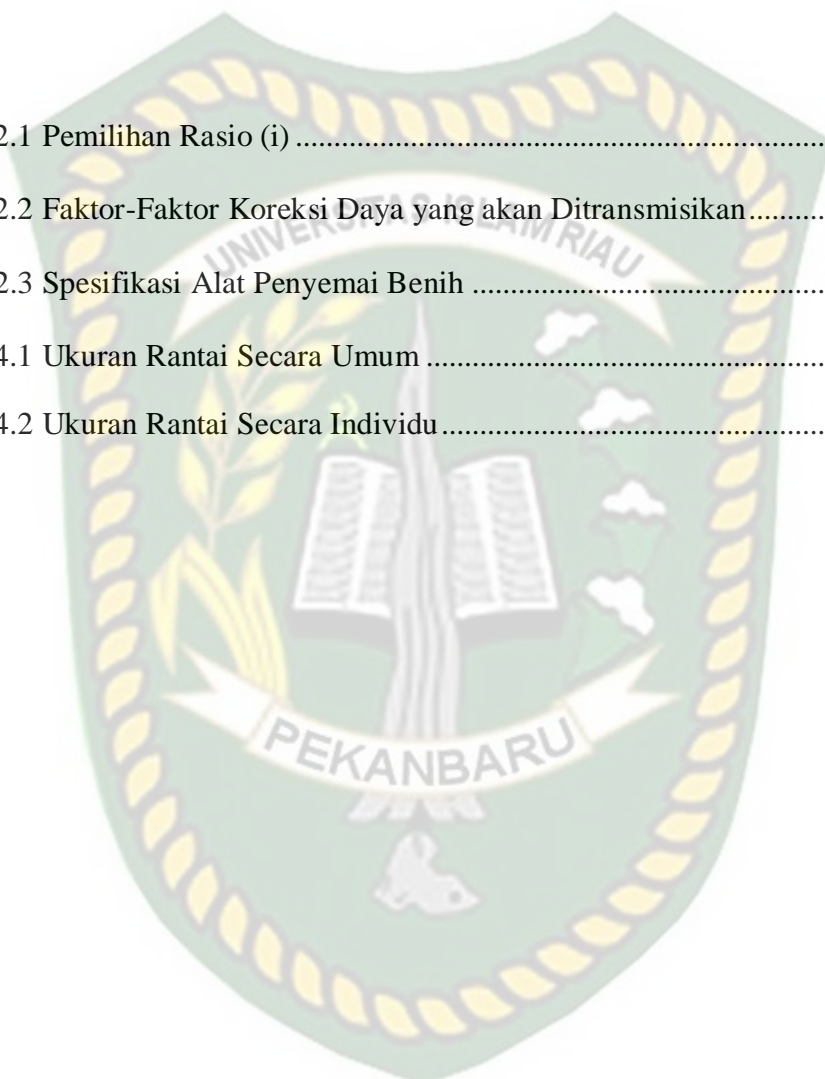 2.1 Pemilihan Rasio (i) ......................................................................
2.2 Faktor-Faktor Koreksi Daya yang akan Ditransmisikan ..........
UNIVERSITAS ISLAM RIAU
2.3 Spesifikasi Alat Penyemai Benih ..............................................
4.1 Ukuran Rantai Secara Umum ....................................................
4.2 Ukuran Rantai Secara Individu ..................................................
PEKANBARU